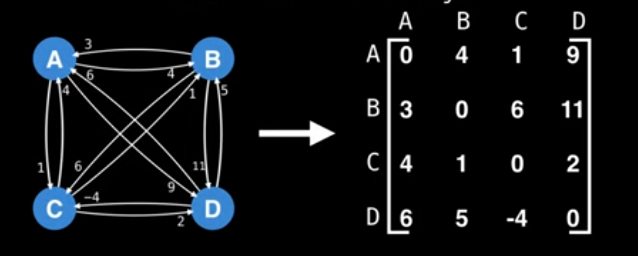 A B C D
3
A B A 0 4 1 9
6 4
4 1 5
B 3 0 6 11
1 6 11
C 4 1 0 2
9
-4
C D
2
D 6 5 -4 0